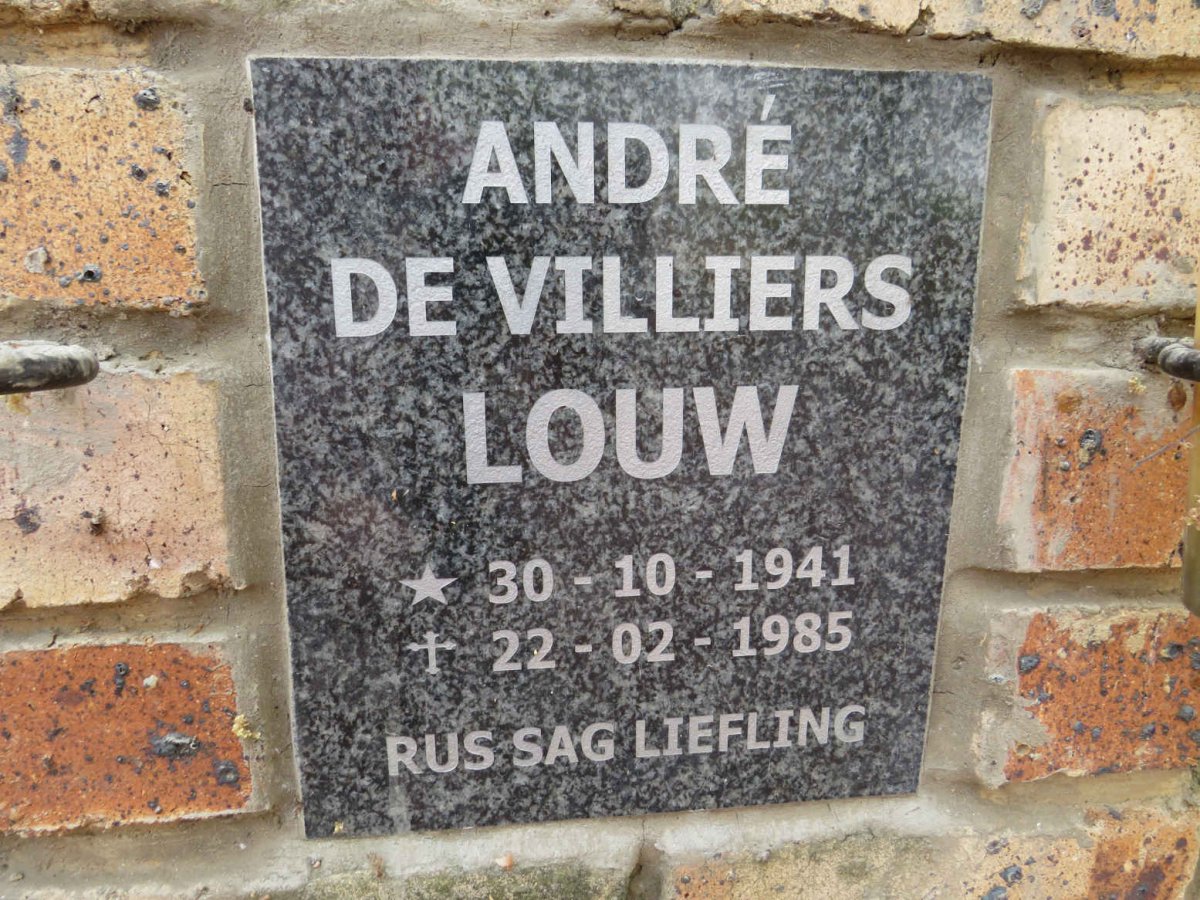 ANDRÉ
DE VILLIERS
LOUW
★ 30 - 10 - 1941
✝ 22 - 02 - 1985
RUS SAG LIEFLING